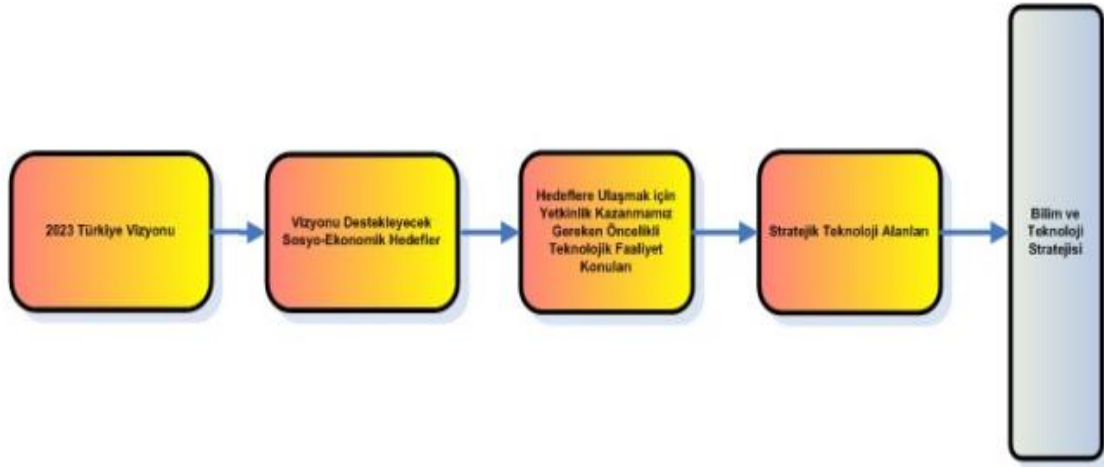 2023 Türkiye Vizyonu
Vizyonu Destekleyecek
Sosyo-Ekonomik Hedefler
Hedeflere Ulaşmak için
Yetkinlik Kazanmamız
Gereken Öncelikli
Teknolojik Faaliyet
Konuları
Stratejik Teknoloji Alanları
Bilim ve
Teknoloji
Stratejisi